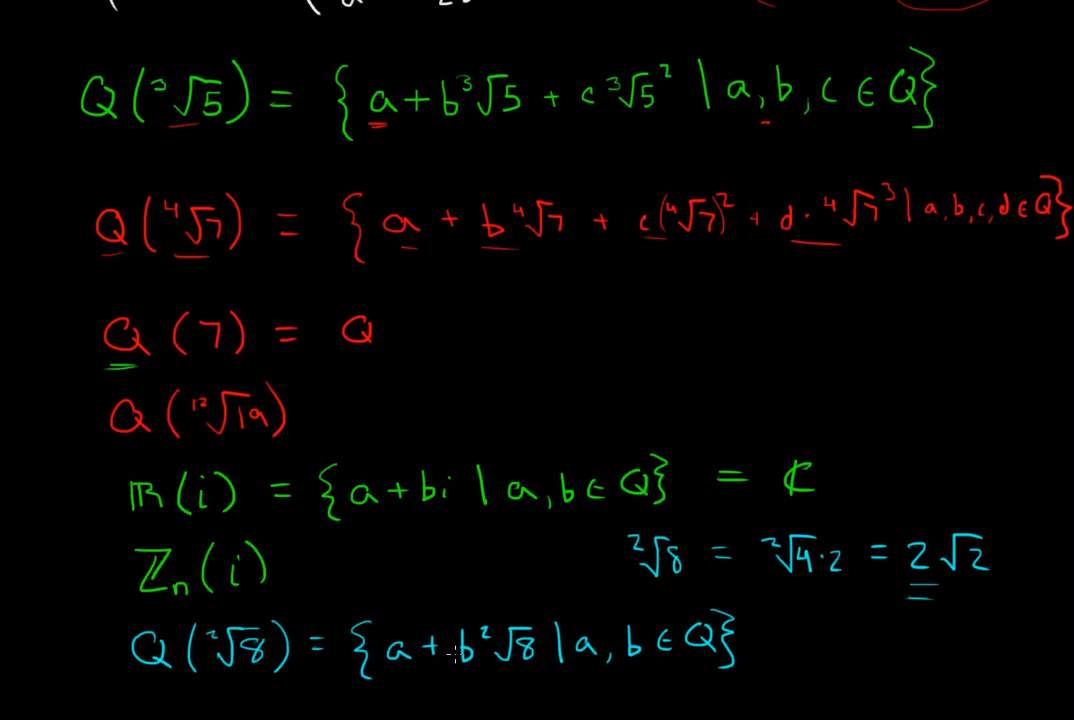 Q(³√5) = {a + b³√5 + c³√5² | a, b, c ∈ Q}
Q(⁴√7) = {a + b⁴√7 + c(⁴√7)² + d·⁴√7³ | a, b, c, d ∈ Q}
Q(7) = Q
Q(¹²√19)
ℝ(i) = {a + bi | a, b ∈ Q} = ℂ
ℤₙ(i)
²√8 = ²√4·2 = 2√2
Q(²√8) = {a + b²√8 | a, b ∈ Q}